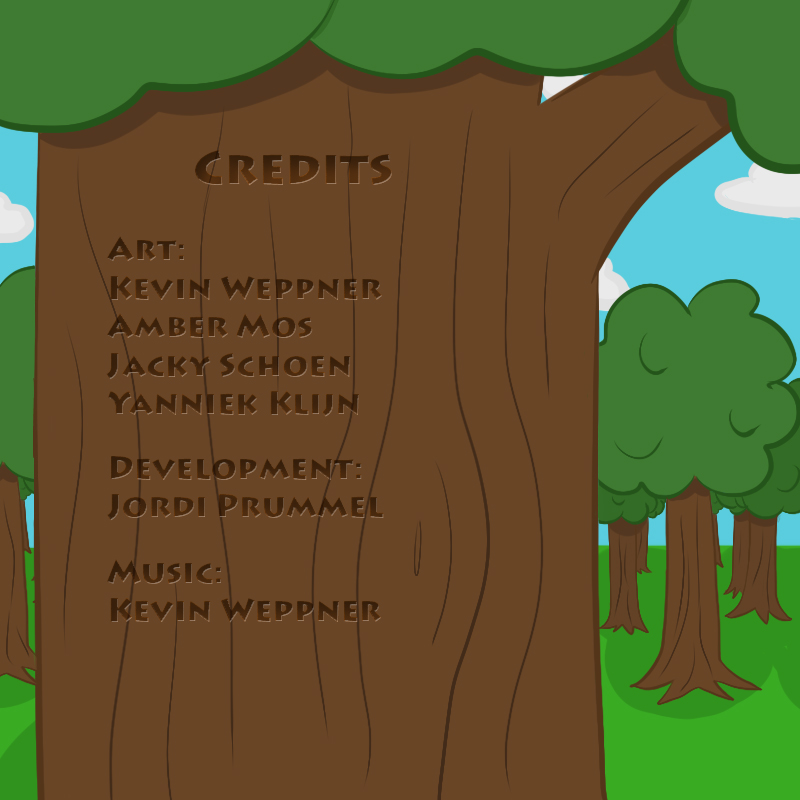 Credits
Art:
Kevin Weppner
Amber Mos
Jacky Schoen
Yanniek Klijn
Development:
Jordi Prummel
Music:
Kevin Weppner